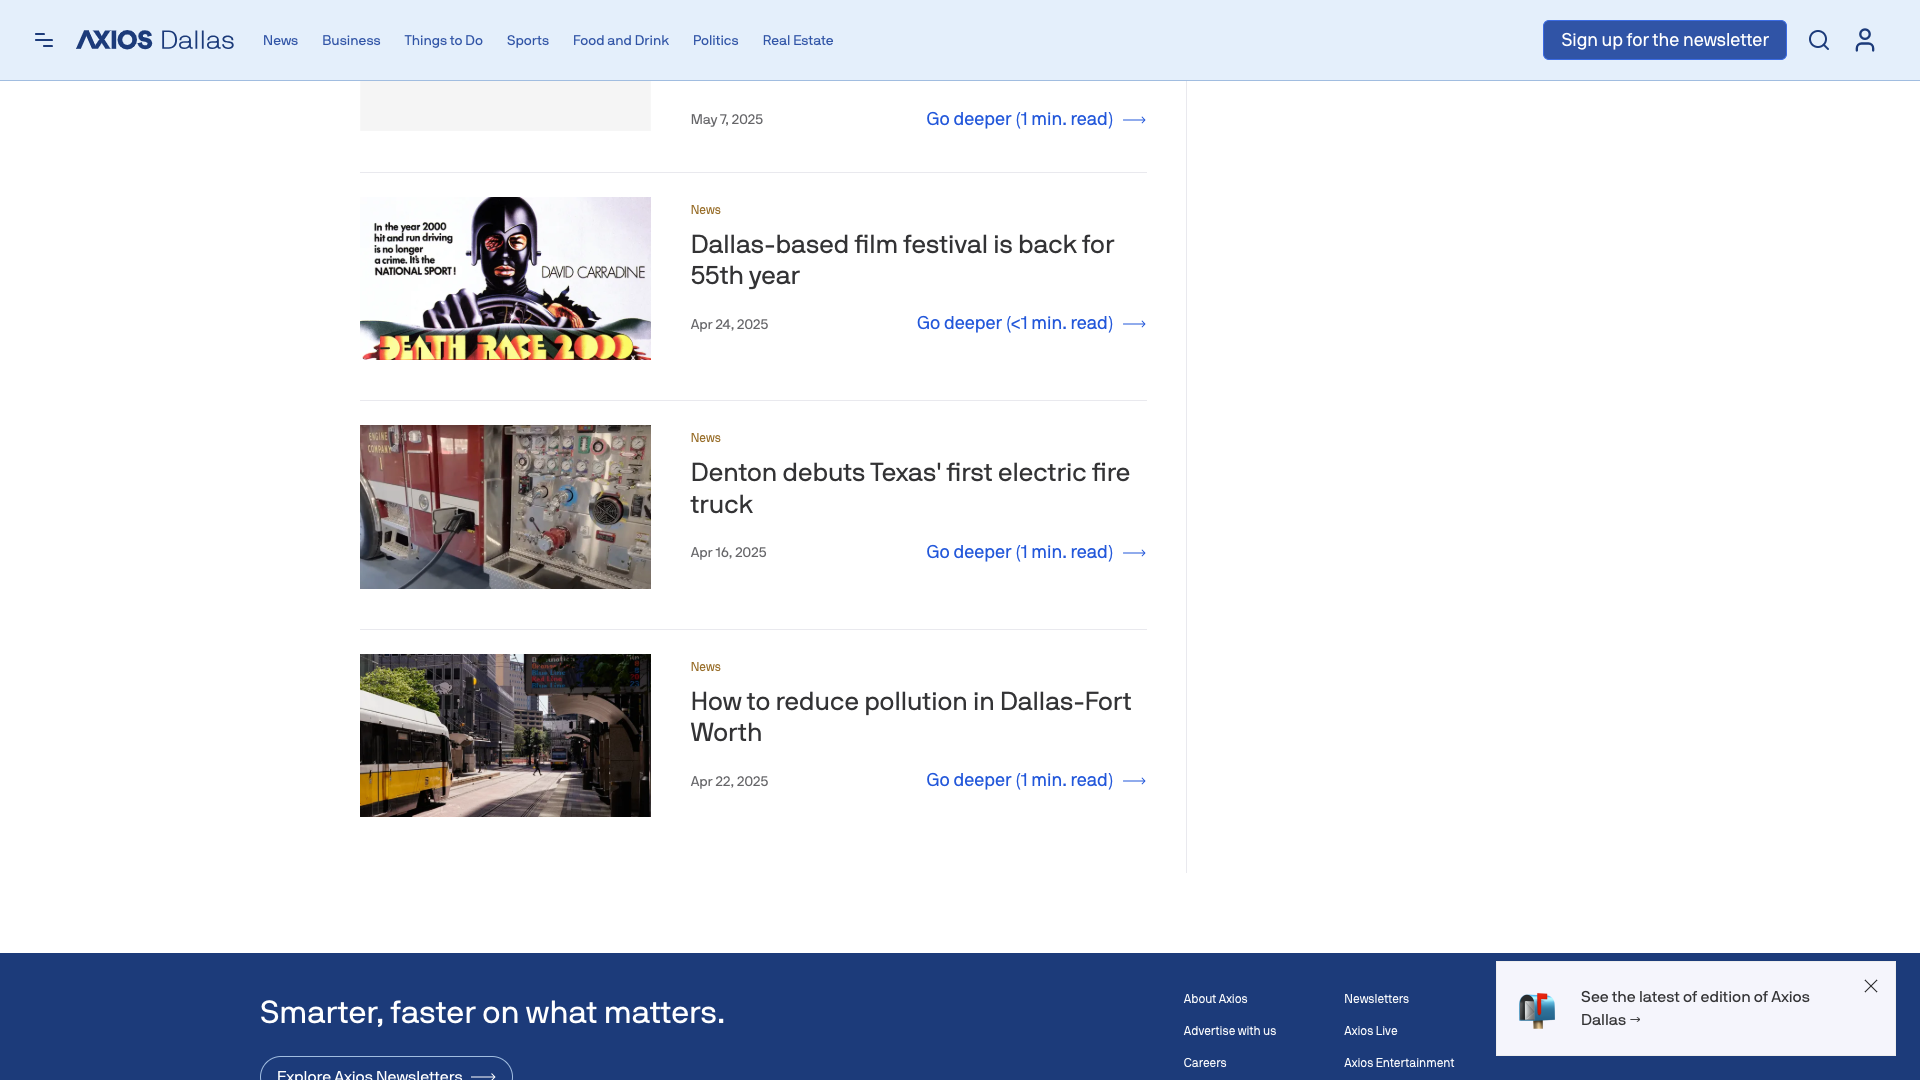 AXIOS Dallas
News
Business
Things to Do
Sports
Food and Drink
Politics
Real Estate
Sign up for the newsletter
May 7, 2025
Go deeper (1 min. read)
In the year 2000
hit and run driving
is no longer
a crime. It's the
NATIONAL SPORT!
DAVID CARRADINE
DEATH RACE 2000
News
Dallas-based film festival is back for
55th year
Apr 24, 2025
Go deeper (<1 min. read)
ENGINE
COMPANY
1
News
Denton debuts Texas' first electric fire
truck
Apr 16, 2025
Go deeper (1 min. read)
News
How to reduce pollution in Dallas-Fort
Worth
Apr 22, 2025
Go deeper (1 min. read)
Smarter, faster on what matters.
Explore Axios Newsletters
About Axios
Advertise with us
Careers
Newsletters
Axios Live
Axios Entertainment
See the latest of edition of Axios
Dallas →